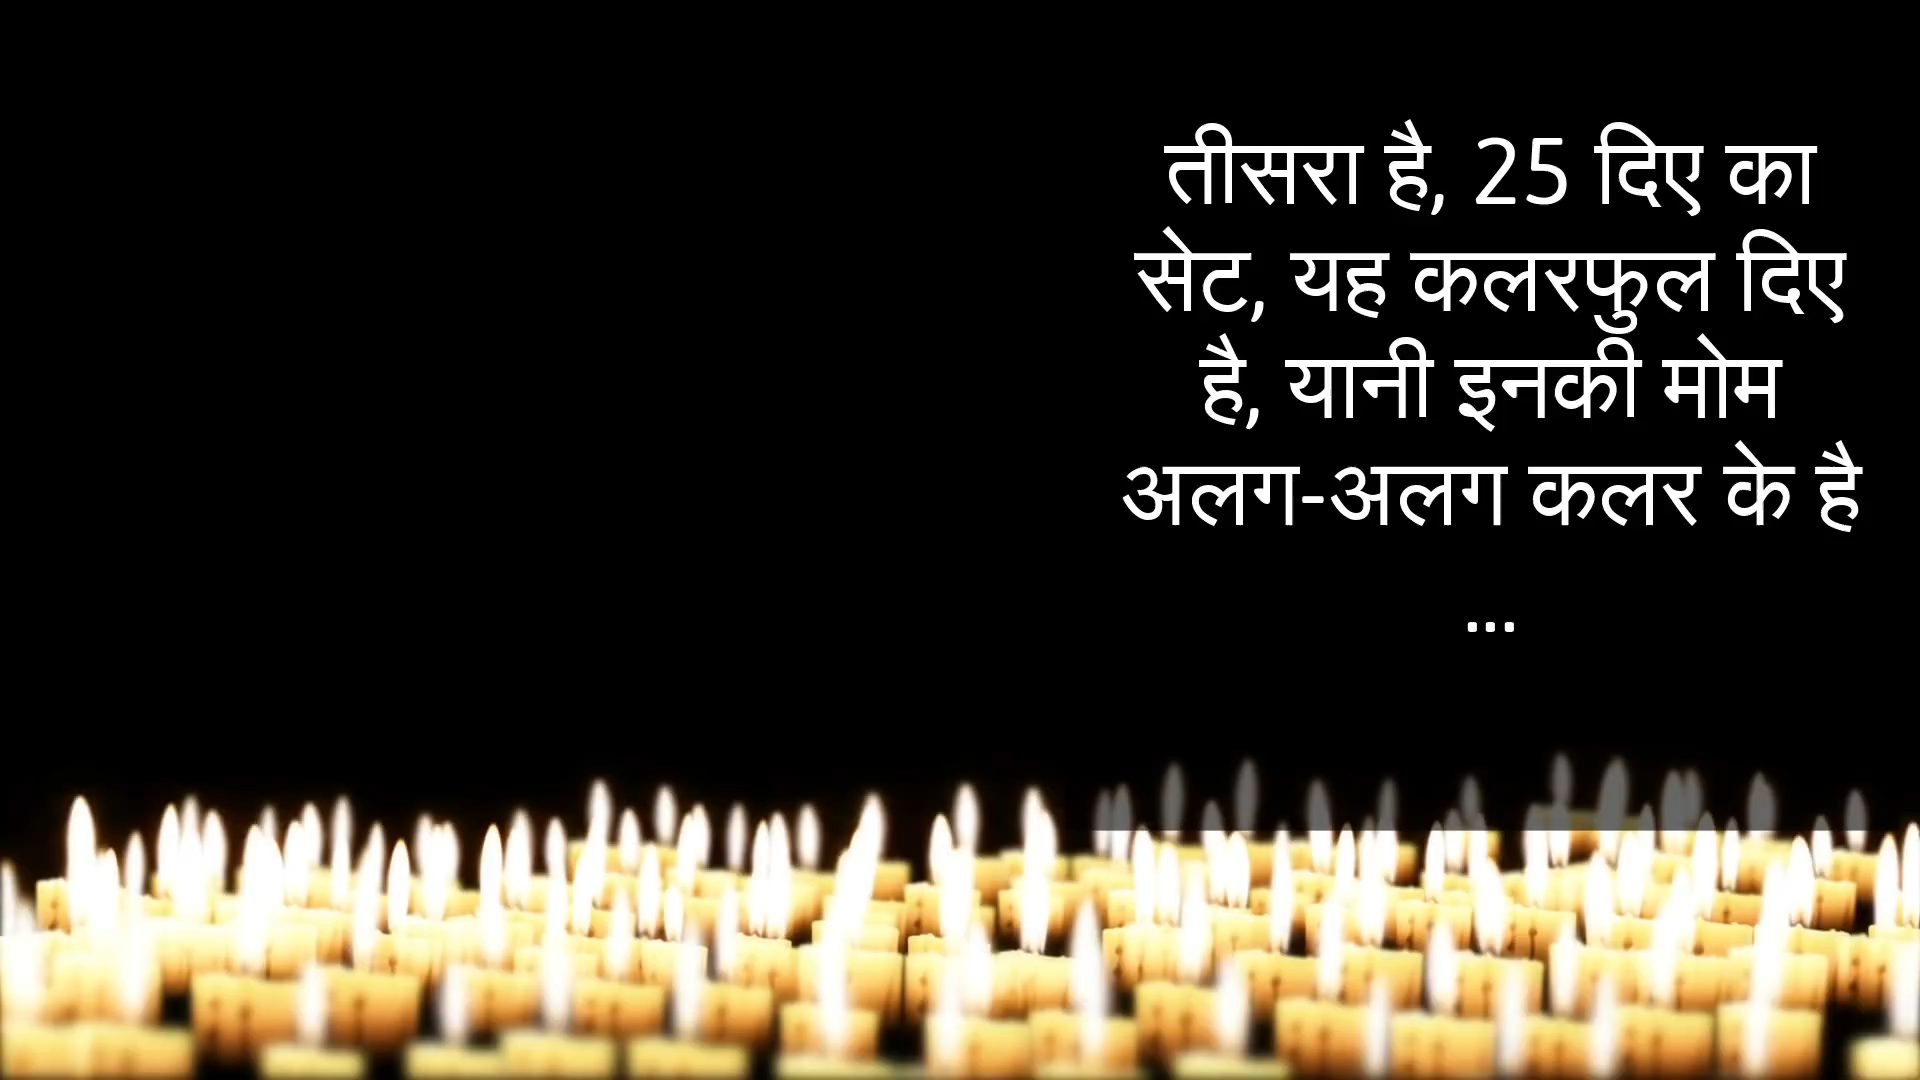 तीसरा है, 25 दिए का
सेट, यह कलरफुल दिए
है, यानी इनकी मोम
अलग-अलग कलर के है
...